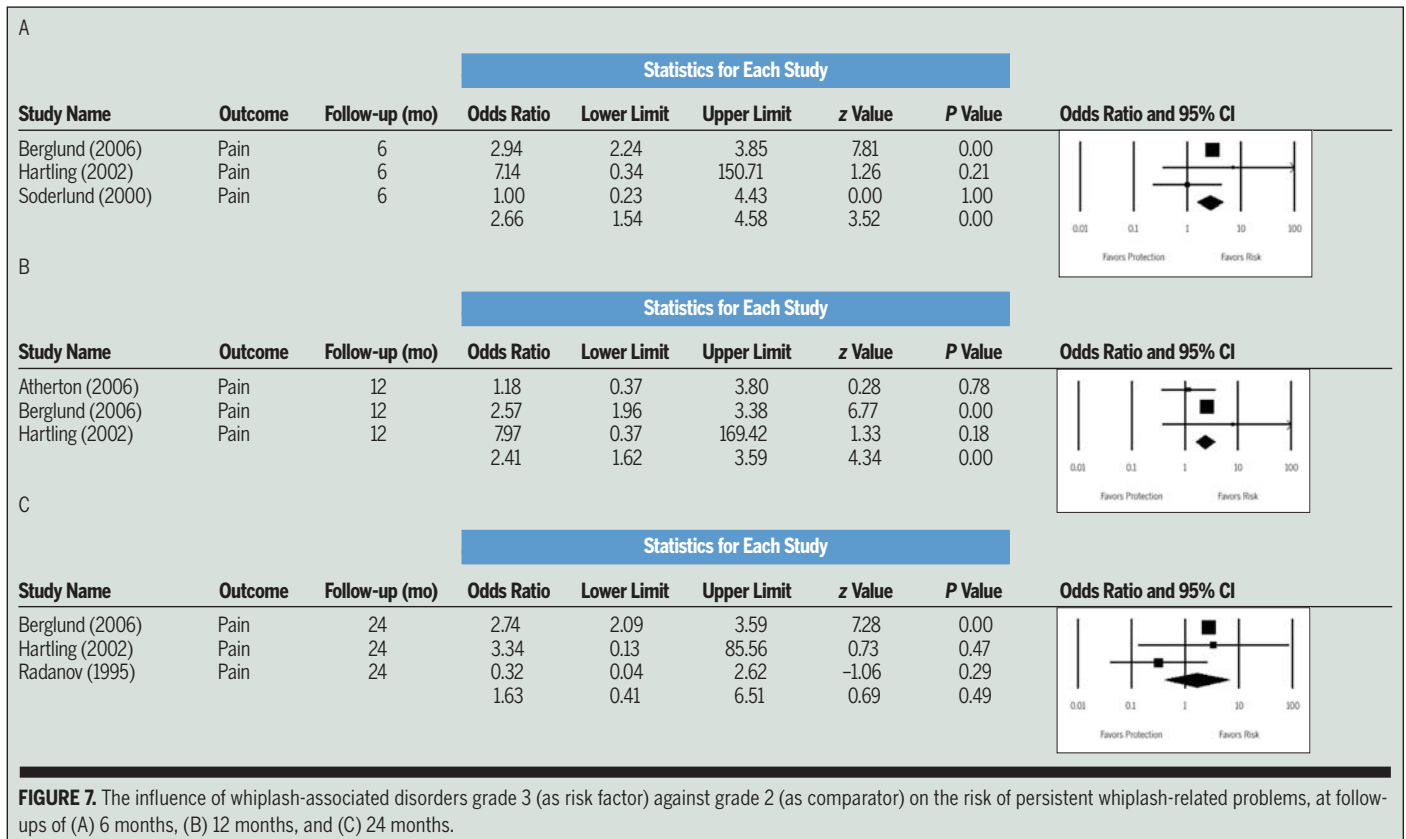 A
Statistics for Each Study
Study Name Outcome Follow-up (mo) Odds Ratio Lower Limit Upper Limit z Value P Value Odds Ratio and 95% CI
Berglund (2006) Pain 6 2.94 2.24 3.85 7.81 0.00
Hartling (2002) Pain 6 7.14 0.34 150.71 1.26 0.21
Soderlund (2000) Pain 6 1.00 0.23 4.43 0.00 1.00
2.66 1.54 4.58 3.52 0.00
0.01 0.1 1 10 100
Favors Protection Favors Risk
B
Statistics for Each Study
Study Name Outcome Follow-up (mo) Odds Ratio Lower Limit Upper Limit z Value P Value Odds Ratio and 95% CI
Atherton (2006) Pain 12 1.18 0.37 3.80 0.28 0.78
Berglund (2006) Pain 12 2.57 1.96 3.38 6.77 0.00
Hartling (2002) Pain 12 7.97 0.37 169.42 1.33 0.18
2.41 1.62 3.59 4.34 0.00
0.01 0.1 1 10 100
Favors Protection Favors Risk
C
Statistics for Each Study
Study Name Outcome Follow-up (mo) Odds Ratio Lower Limit Upper Limit z Value P Value Odds Ratio and 95% CI
Berglund (2006) Pain 24 2.74 2.09 3.59 7.28 0.00
Hartling (2002) Pain 24 3.34 0.13 85.56 0.73 0.47
Radanov (1995) Pain 24 0.32 0.04 2.62 –1.06 0.29
1.63 0.41 6.51 0.69 0.49
0.01 0.1 1 10 100
Favors Protection Favors Risk
FIGURE 7. The influence of whiplash-associated disorders grade 3 (as risk factor) against grade 2 (as comparator) on the risk of persistent whiplash-related problems, at follow-
ups of (A) 6 months, (B) 12 months, and (C) 24 months.